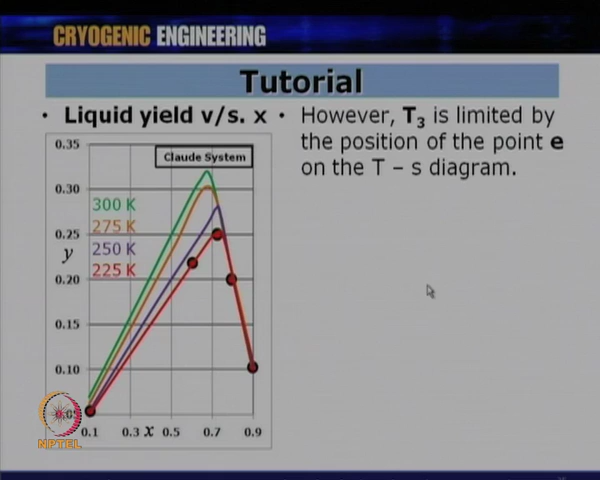 CRYOGENIC ENGINEERING
Tutorial
• Liquid yield v/s. x
Claude System
0.35
0.30
0.25
y
0.20
0.15
0.10
0.05
300 K
275 K
250 K
225 K
0.1 0.3 x 0.5 0.7 0.9
• However, T3 is limited by
the position of the point e
on the T – s diagram.
NPTEL